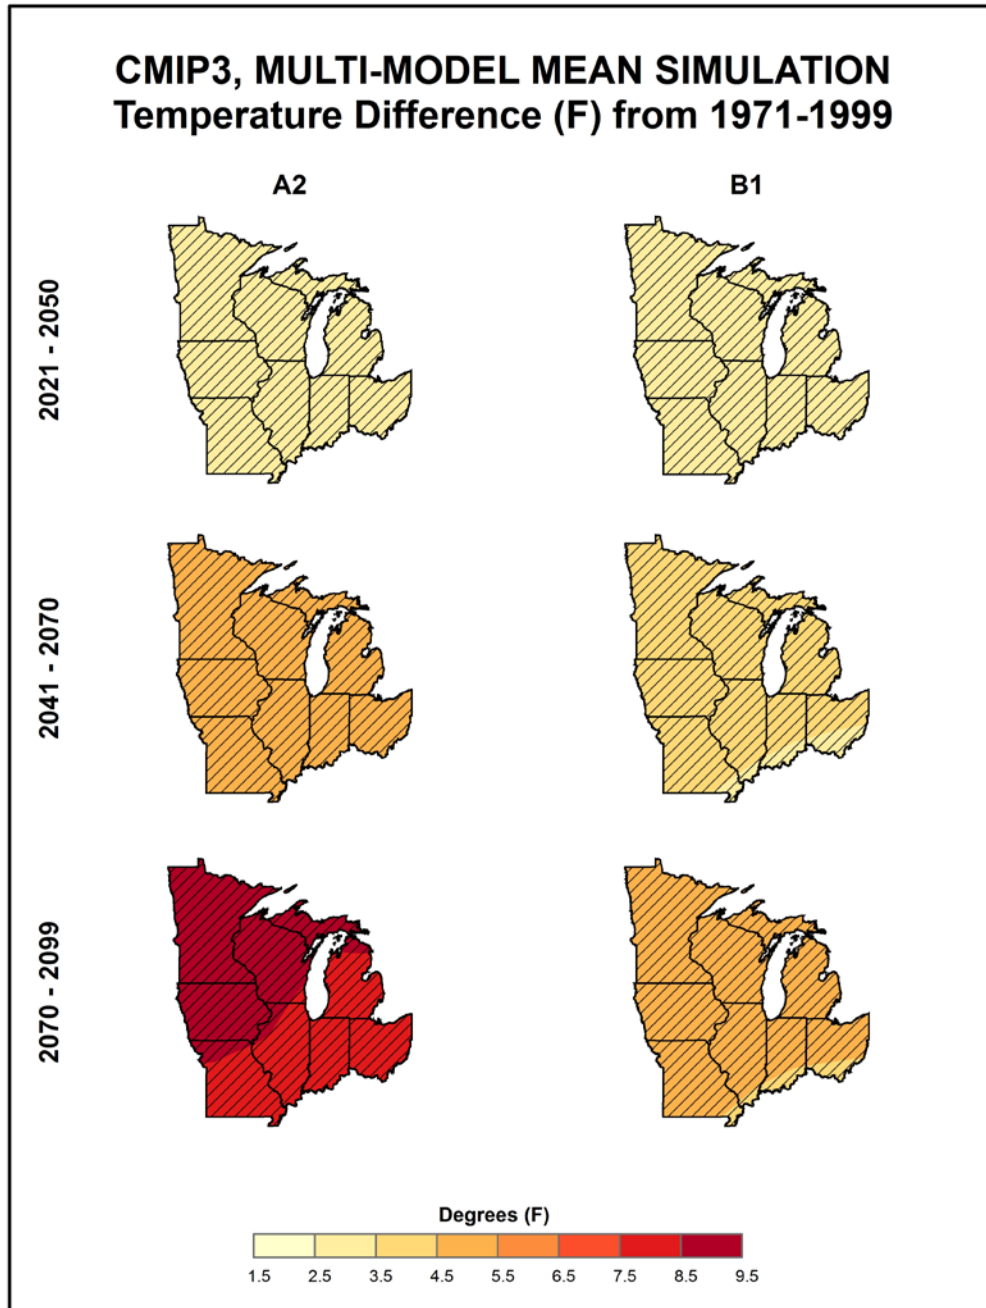 CMIP3, MULTI-MODEL MEAN SIMULATION
Temperature Difference (F) from 1971-1999
A2
B1
2021 - 2050
2041 - 2070
2070 - 2099
Degrees (F)
1.5 2.5 3.5 4.5 5.5 6.5 7.5 8.5 9.5